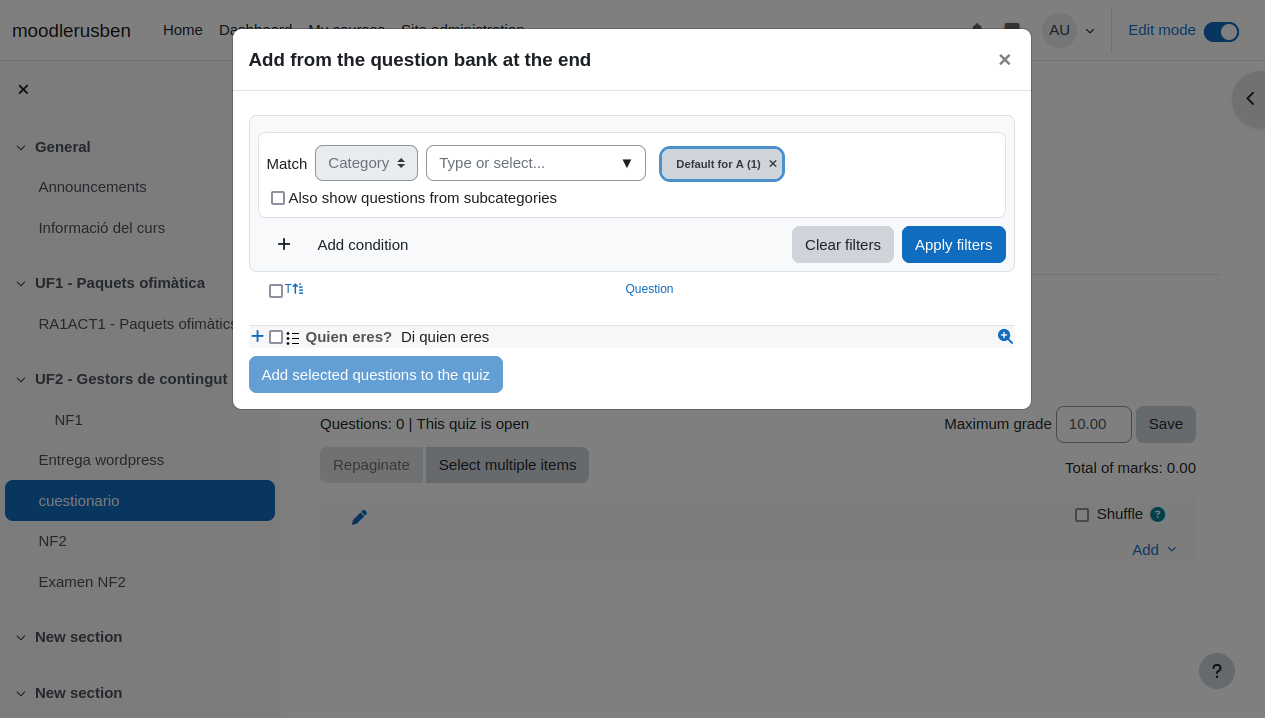 moodlerusben
Home Dashboard My courses Site administration AU Edit mode
Add from the question bank at the end
General
Announcements
Informació del curs
UF1 - Paquets ofimàtica
RA1ACT1 - Paquets ofimàtics
UF2 - Gestors de contingut
NF1
Entrega wordpress
cuestionario
NF2
Examen NF2
New section
New section
Match Category Type or select... Default for A (1)
Also show questions from subcategories
Add condition Clear filters Apply filters
T Question
Quien eres? Di quien eres
Add selected questions to the quiz
Questions: 0 | This quiz is open Maximum grade 10.00 Save
Repaginate Select multiple items Total of marks: 0.00
Shuffle ?
Add
?